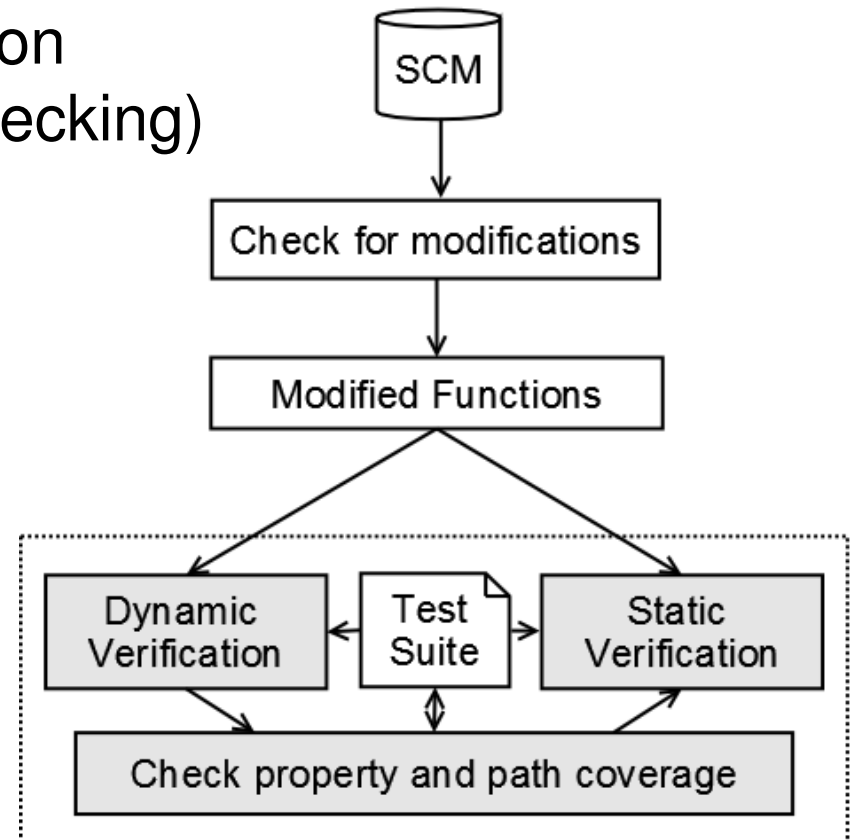 on
ecking)
SCM
Check for modifications
Modified Functions
Dynamic
Verification
Test
Suite
Static
Verification
Check property and path coverage